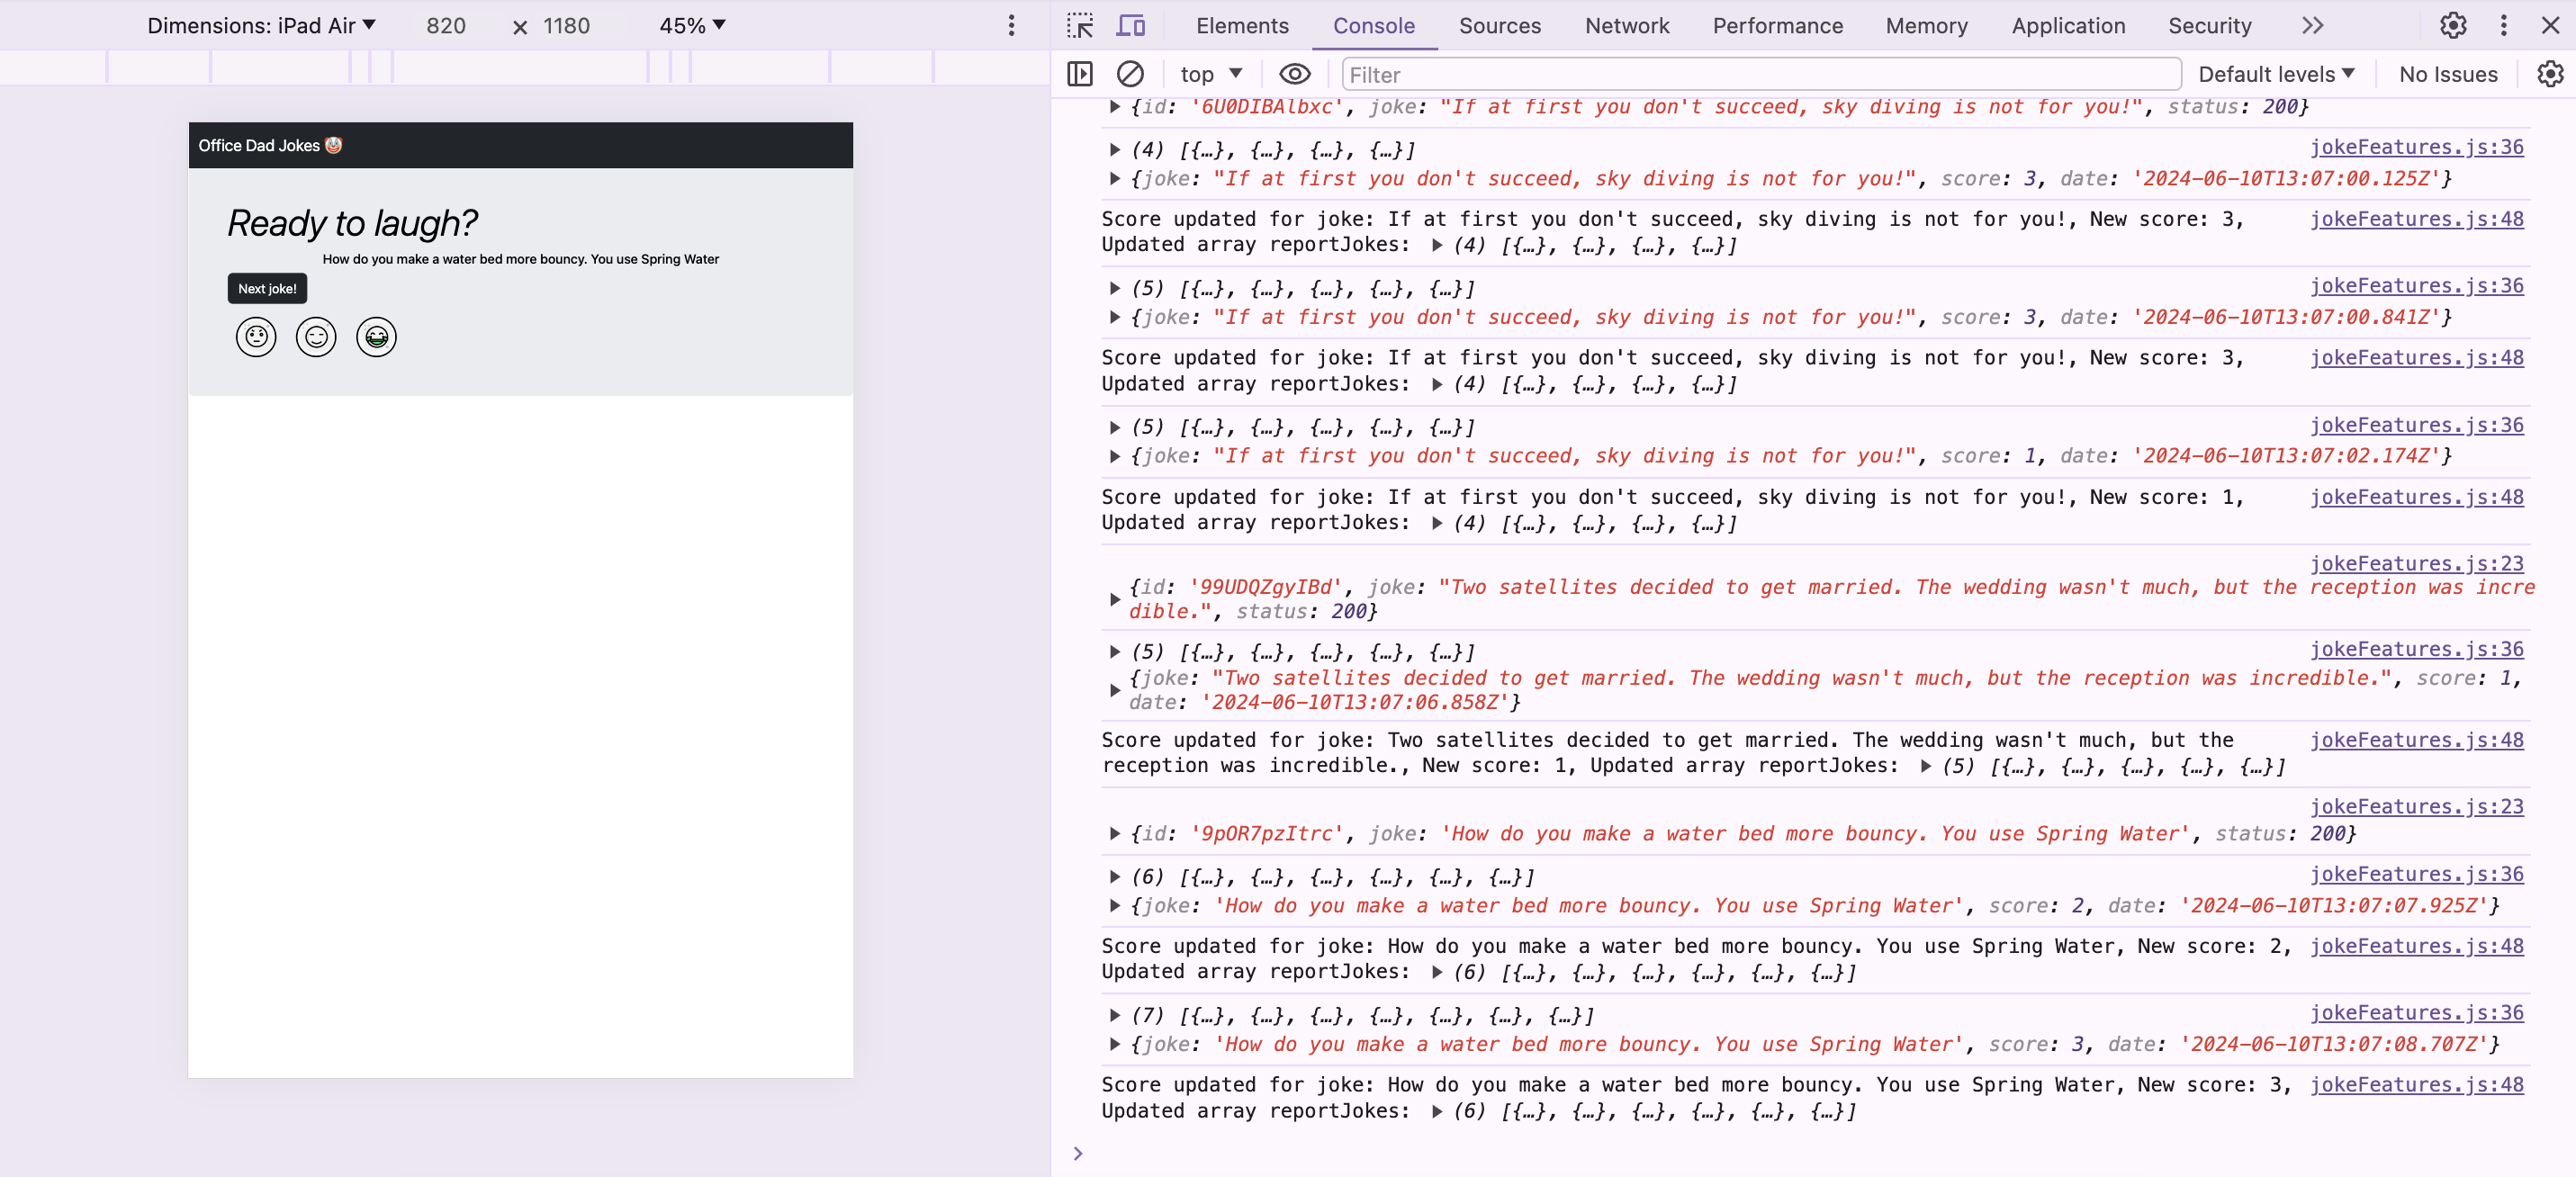 Dimensions: iPad Air ▼ 820 × 1180 45% ▼
Office Dad Jokes 🤡
Ready to laugh?
How do you make a water bed more bouncy. You use Spring Water
Next joke!
Elements Console Sources Network Performance Memory Application Security
top ▼ Filter Default levels ▼ No Issues
▶ {id: '6U0DIBAlbxc', joke: "If at first you don't succeed, sky diving is not for you!", status: 200}
▶ (4) [{…}, {…}, {…}, {…}] jokeFeatures.js:36
▶ {joke: "If at first you don't succeed, sky diving is not for you!", score: 3, date: '2024-06-10T13:07:00.125Z'}
Score updated for joke: If at first you don't succeed, sky diving is not for you!, New score: 3, jokeFeatures.js:48
Updated array reportJokes: ▶ (4) [{…}, {…}, {…}, {…}]
▶ (5) [{…}, {…}, {…}, {…}, {…}] jokeFeatures.js:36
▶ {joke: "If at first you don't succeed, sky diving is not for you!", score: 3, date: '2024-06-10T13:07:00.841Z'}
Score updated for joke: If at first you don't succeed, sky diving is not for you!, New score: 3, jokeFeatures.js:48
Updated array reportJokes: ▶ (4) [{…}, {…}, {…}, {…}]
▶ (5) [{…}, {…}, {…}, {…}, {…}] jokeFeatures.js:36
▶ {joke: "If at first you don't succeed, sky diving is not for you!", score: 1, date: '2024-06-10T13:07:02.174Z'}
Score updated for joke: If at first you don't succeed, sky diving is not for you!, New score: 1, jokeFeatures.js:48
Updated array reportJokes: ▶ (4) [{…}, {…}, {…}, {…}]
jokeFeatures.js:23
▶ {id: '99UDQZgyIBd', joke: "Two satellites decided to get married. The wedding wasn't much, but the reception was incre
dible.", status: 200}
▶ (5) [{…}, {…}, {…}, {…}, {…}] jokeFeatures.js:36
▶ {joke: "Two satellites decided to get married. The wedding wasn't much, but the reception was incredible.", score: 1,
date: '2024-06-10T13:07:06.858Z'}
Score updated for joke: Two satellites decided to get married. The wedding wasn't much, but the jokeFeatures.js:48
reception was incredible., New score: 1, Updated array reportJokes: ▶ (5) [{…}, {…}, {…}, {…}, {…}]
jokeFeatures.js:23
▶ {id: '9pOR7pzItrc', joke: 'How do you make a water bed more bouncy. You use Spring Water', status: 200}
▶ (6) [{…}, {…}, {…}, {…}, {…}, {…}] jokeFeatures.js:36
▶ {joke: 'How do you make a water bed more bouncy. You use Spring Water', score: 2, date: '2024-06-10T13:07:07.925Z'}
Score updated for joke: How do you make a water bed more bouncy. You use Spring Water, New score: 2, jokeFeatures.js:48
Updated array reportJokes: ▶ (6) [{…}, {…}, {…}, {…}, {…}, {…}]
▶ (7) [{…}, {…}, {…}, {…}, {…}, {…}, {…}] jokeFeatures.js:36
▶ {joke: 'How do you make a water bed more bouncy. You use Spring Water', score: 3, date: '2024-06-10T13:07:08.707Z'}
Score updated for joke: How do you make a water bed more bouncy. You use Spring Water, New score: 3, jokeFeatures.js:48
Updated array reportJokes: ▶ (6) [{…}, {…}, {…}, {…}, {…}, {…}]